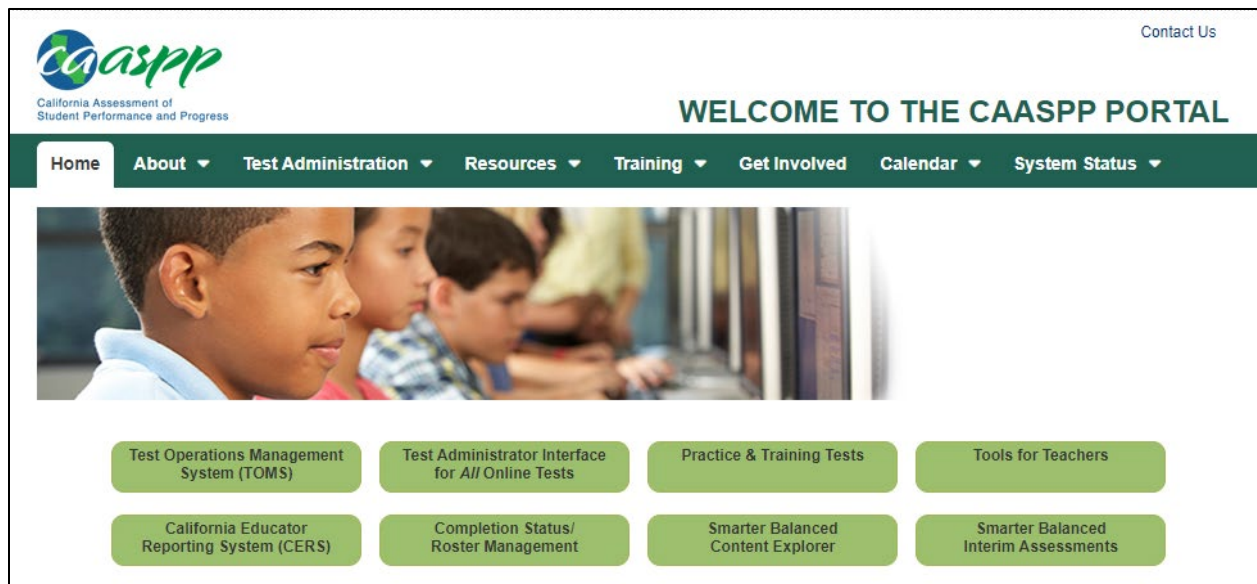 Contact Us
caaspp
California Assessment of
Student Performance and Progress
WELCOME TO THE CAASPP PORTAL
Home About Test Administration Resources Training Get Involved Calendar System Status
Test Operations Management
System (TOMS)
Test Administrator Interface
for All Online Tests
Practice & Training Tests
Tools for Teachers
California Educator
Reporting System (CERS)
Completion Status/
Roster Management
Smarter Balanced
Content Explorer
Smarter Balanced
Interim Assessments